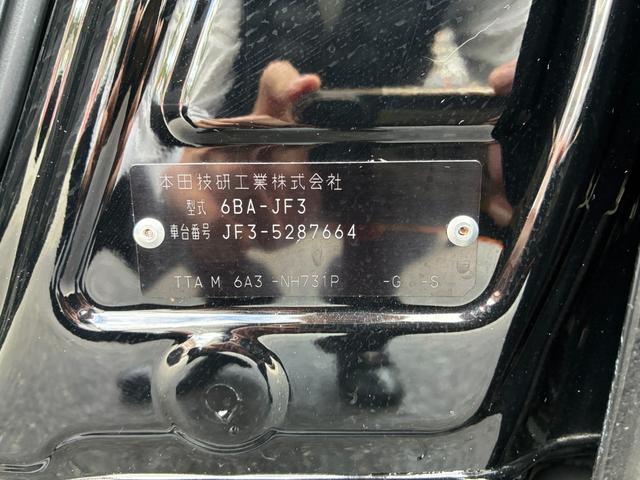 本田技研工業株式会社
型式 6BA-JF3
車台番号 JF3-5287664
TTA M 6A3 -NH731P -G -S